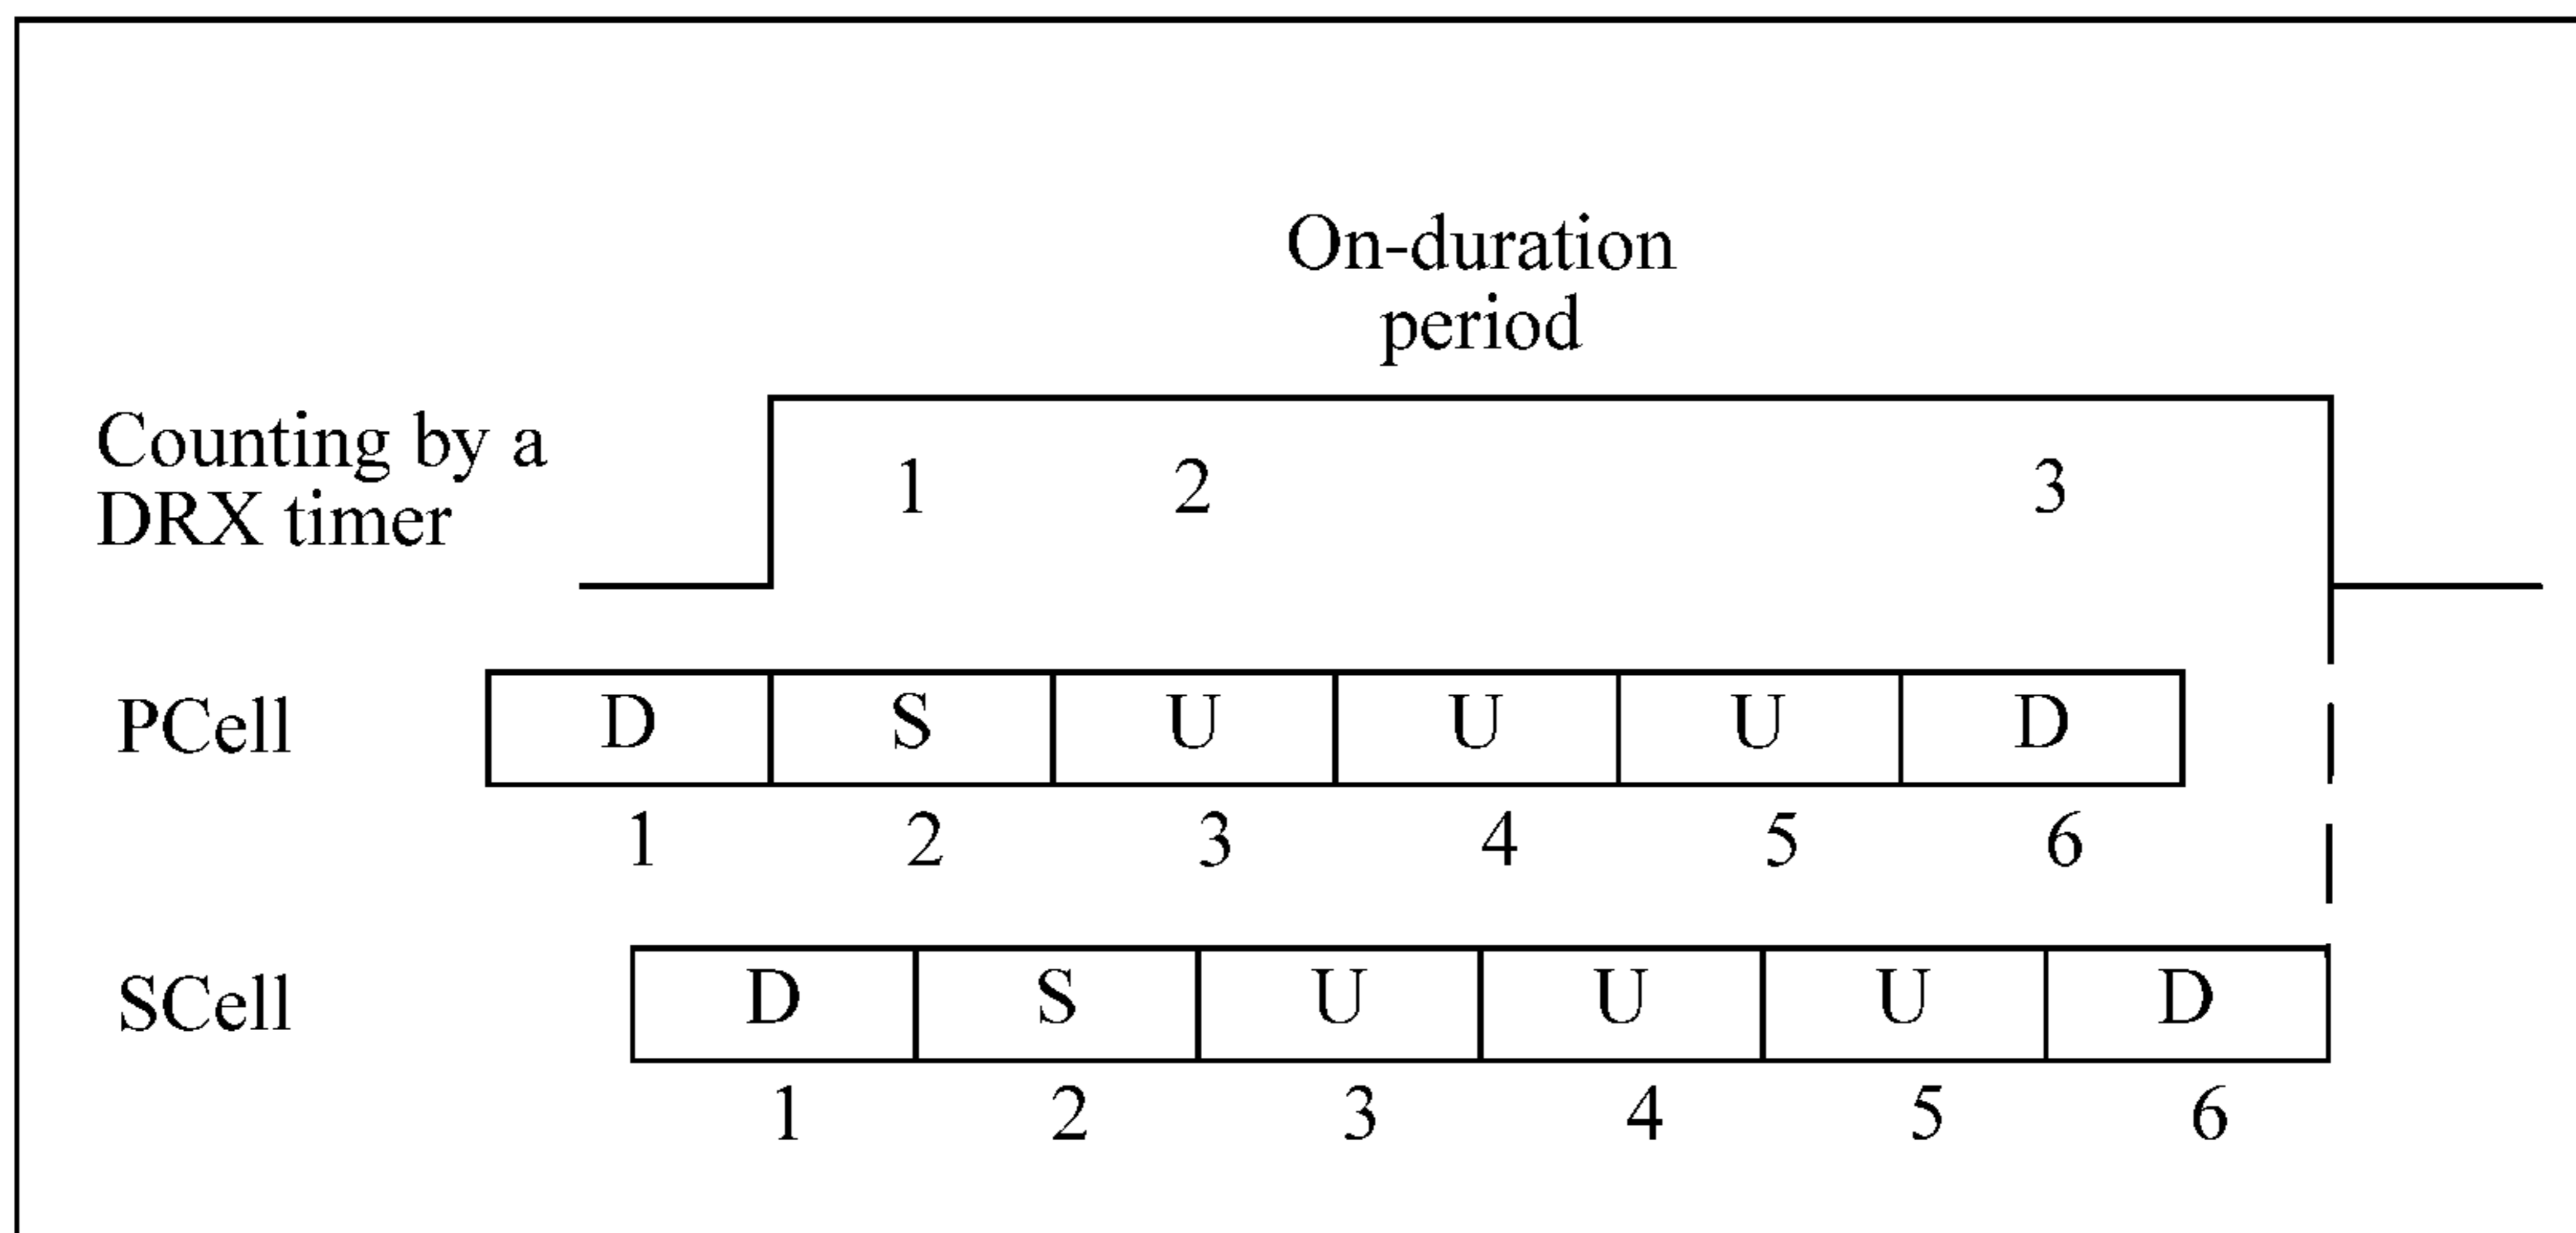 On-duration
period
Counting by a
DRX timer
1 2 3
PCell
D S U U U D
1 2 3 4 5 6
SCell
D S U U U D
1 2 3 4 5 6